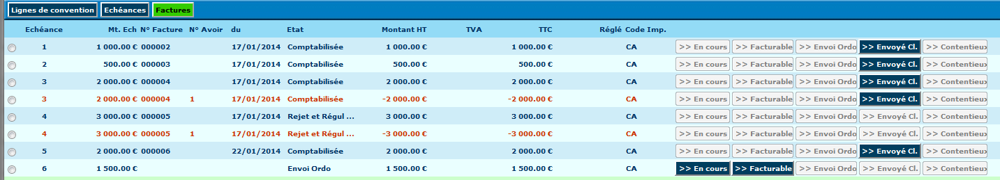 Lignes de convention Echéances Factures
Echéance Mt. Ech N° Facture N° Avoir du Etat Montant HT TVA TTC Réglé Code Imp.
1 1 000.00 € 000002 17/01/2014 Comptabilisée 1 000.00 € 1 000.00 € CA >> En cours >> Facturable >> Envoi Ordo >> Envoyé Cl. >> Contentieux
2 500.00 € 000003 17/01/2014 Comptabilisée 500.00 € 500.00 € CA >> En cours >> Facturable >> Envoi Ordo >> Envoyé Cl. >> Contentieux
3 2 000.00 € 000004 17/01/2014 Comptabilisée 2 000.00 € 2 000.00 € CA >> En cours >> Facturable >> Envoi Ordo >> Envoyé Cl. >> Contentieux
3 2 000.00 € 000004 1 17/01/2014 Comptabilisée -2 000.00 € -2 000.00 € CA >> En cours >> Facturable >> Envoi Ordo >> Envoyé Cl. >> Contentieux
4 3 000.00 € 000005 17/01/2014 Rejet et Régul ... 3 000.00 € 3 000.00 € CA >> En cours >> Facturable >> Envoi Ordo >> Envoyé Cl. >> Contentieux
4 3 000.00 € 000005 1 17/01/2014 Rejet et Régul ... -3 000.00 € -3 000.00 € CA >> En cours >> Facturable >> Envoi Ordo >> Envoyé Cl. >> Contentieux
5 2 000.00 € 000006 22/01/2014 Comptabilisée 2 000.00 € 2 000.00 € CA >> En cours >> Facturable >> Envoi Ordo >> Envoyé Cl. >> Contentieux
6 1 500.00 € Envoi Ordo 1 500.00 € 1 500.00 € CA >> En cours >> Facturable >> Envoi Ordo >> Envoyé Cl. >> Contentieux